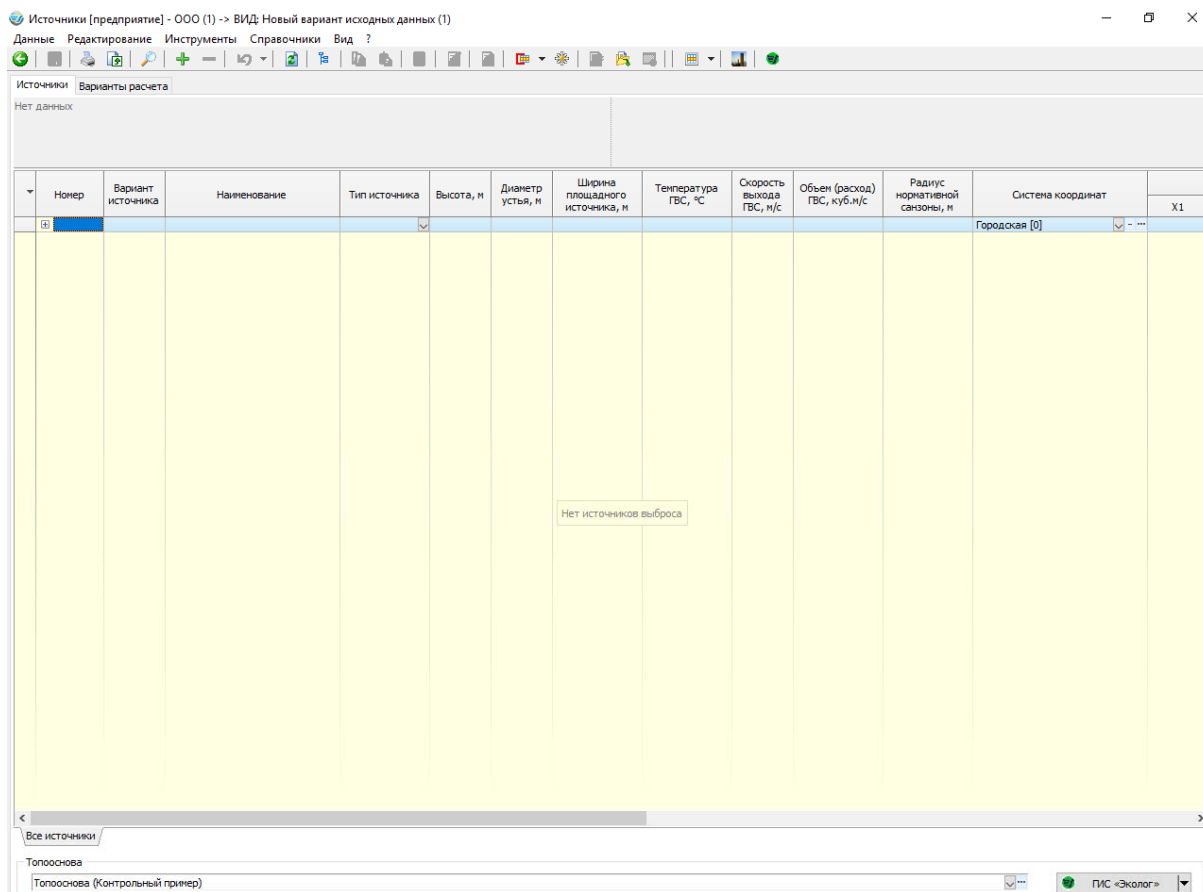 Источники [предприятие] - ООО (1) -> ВИД: Новый вариант исходных данных (1)
Данные Редактирование Инструменты Справочники Вид ?
Источники Варианты расчета
Нет данных
Номер Вариант источника Наименование Тип источника Высота, м Диаметр устья, м Ширина площадного источника, м Температура ГВС, °C Скорость выхода ГВС, м/с Объем (расход) ГВС, куб.м/с Радиус нормативной санзоны, м Система координат X1
Городская [0]
Нет источников выброса
Все источники
Топооснова
Топооснова (Контрольный пример) ГИС «Эколог»